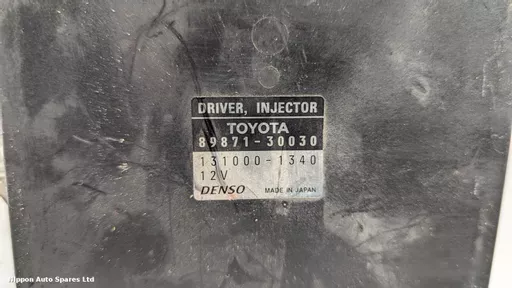 DRIVER, INJECTOR
TOYOTA
89871-30030
131000-1340
12V
DENSO MADE IN JAPAN
Nippon Auto Spares Ltd